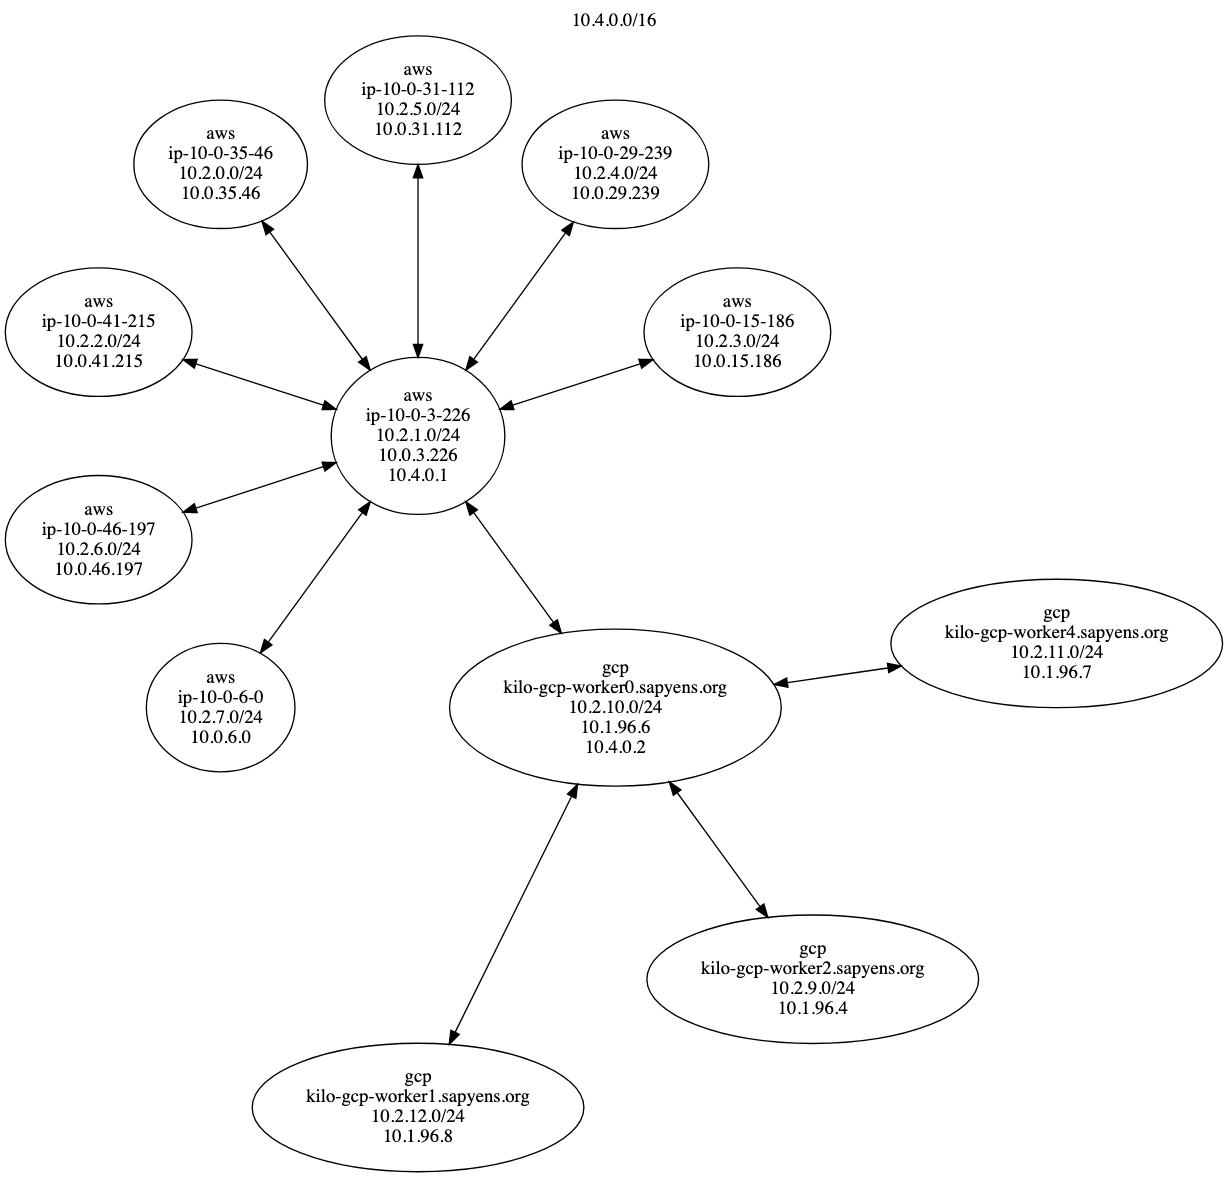 10.4.0.0/16
aws
ip-10-0-31-112
10.2.5.0/24
10.0.31.112
aws
ip-10-0-35-46
10.2.0.0/24
10.0.35.46
aws
ip-10-0-29-239
10.2.4.0/24
10.0.29.239
aws
ip-10-0-41-215
10.2.2.0/24
10.0.41.215
aws
ip-10-0-15-186
10.2.3.0/24
10.0.15.186
aws
ip-10-0-3-226
10.2.1.0/24
10.0.3.226
10.4.0.1
aws
ip-10-0-46-197
10.2.6.0/24
10.0.46.197
aws
ip-10-0-6-0
10.2.7.0/24
10.0.6.0
gcp
kilo-gcp-worker0.sapyens.org
10.2.10.0/24
10.1.96.6
10.4.0.2
gcp
kilo-gcp-worker4.sapyens.org
10.2.11.0/24
10.1.96.7
gcp
kilo-gcp-worker2.sapyens.org
10.2.9.0/24
10.1.96.4
gcp
kilo-gcp-worker1.sapyens.org
10.2.12.0/24
10.1.96.8